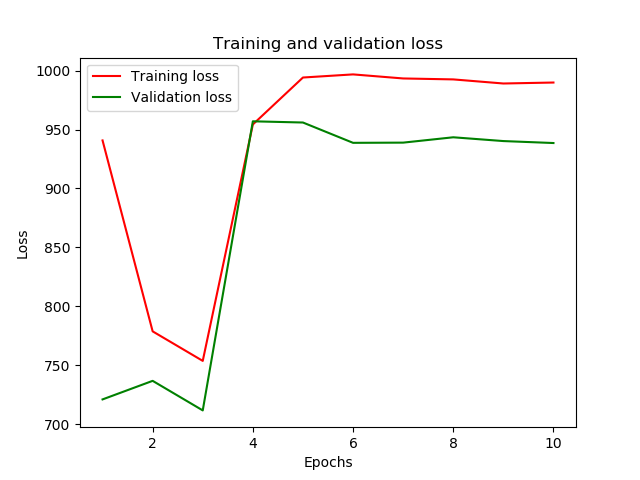 Training and validation loss
Training loss
Validation loss
1000
950
900
850
800
750
700
Loss
2
4
6
8
10
Epochs